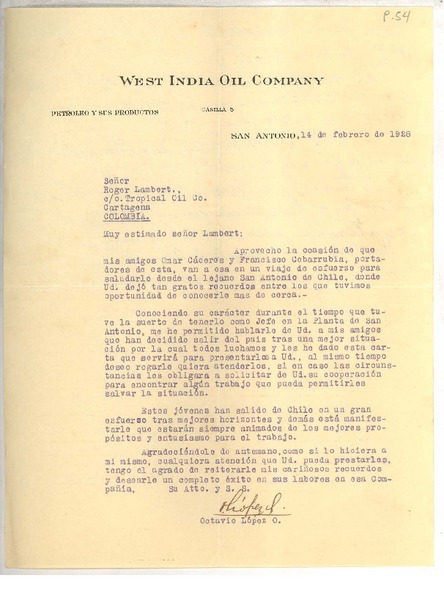 P.54
WEST INDIA OIL COMPANY
PETROLEO Y SUS PRODUCTOS
CASILLA 5
SAN ANTONIO, 14 de febrero de 1928
Señor
Roger Lambert.,
c/o. Tropical Oil Co.
Cartagena
COLOMBIA.
Muy estimado señor Lambert:
Aprovecho la ocasión de que
mis amigos Omar Cáceres y Francisco Cobarrubia, porta-
dores de esta, van a esa en un viaje de esfuerzo para
saludarlo desde el lejano San Antonio de Chile, donde
Ud. dejó tan gratos recuerdos entre los que tuvimos
oportunidad de conocerlo mas de cerca.-
Conociendo su carácter durante el tiempo que tu-
ve la suerte de tenerlo como Jefe en la Planta de San
Antonio, me he permitido hablarle de Ud. a mis amigos
que han decidido salir del pais tras una mejor situa-
ción por la cual todos luchamos y les he dado esta car-
ta que servirá para presentarlosa Ud., al mismo tiempo
deseo rogarle quiera atenderlos, si en caso las circuns-
tancias les obligara a solicitar de Ud.su cooperación
para encontrar algún trabajo que pueda permitirles
salvar la situación.
Estos jóvenes han salido de Chile en un gran
esfuerzo tras mejores horizontes y demás está manifes-
tarle que estarán siempre animados de los mejores pro-
pósitos y entusiasmo para el trabajo.
Agradeciéndole de antemano,como si lo hiciera a
mi mismo, cualquiera atención que Ud. pueda prestarles,
tengo el agrado de reiterarle mis cariñosos recuerdos
y desearle un completo éxito en sus labores en esa Com-
pañía, Su Atto. y S. S.
OLópez O.
Octavio López O.